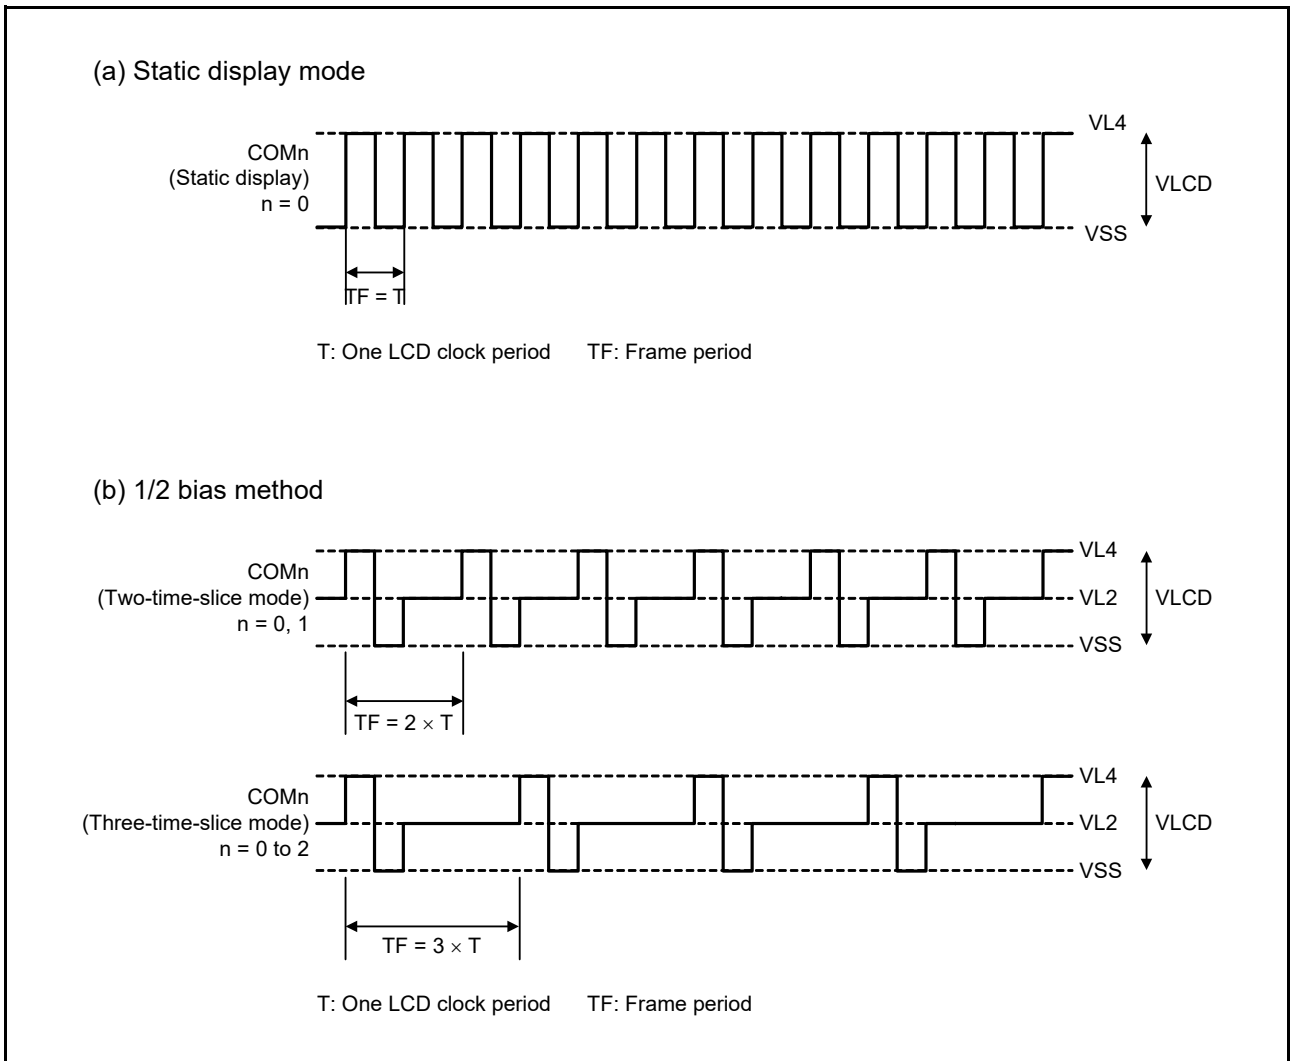 (a) Static display mode
VL4
COMn
(Static display)
n = 0
VLCD
VSS
TF = T
T: One LCD clock period TF: Frame period
(b) 1/2 bias method
VL4
COMn
(Two-time-slice mode)
n = 0, 1
VL2
VLCD
VSS
TF = 2 × T
VL4
COMn
(Three-time-slice mode)
n = 0 to 2
VL2
VLCD
VSS
TF = 3 × T
T: One LCD clock period TF: Frame period